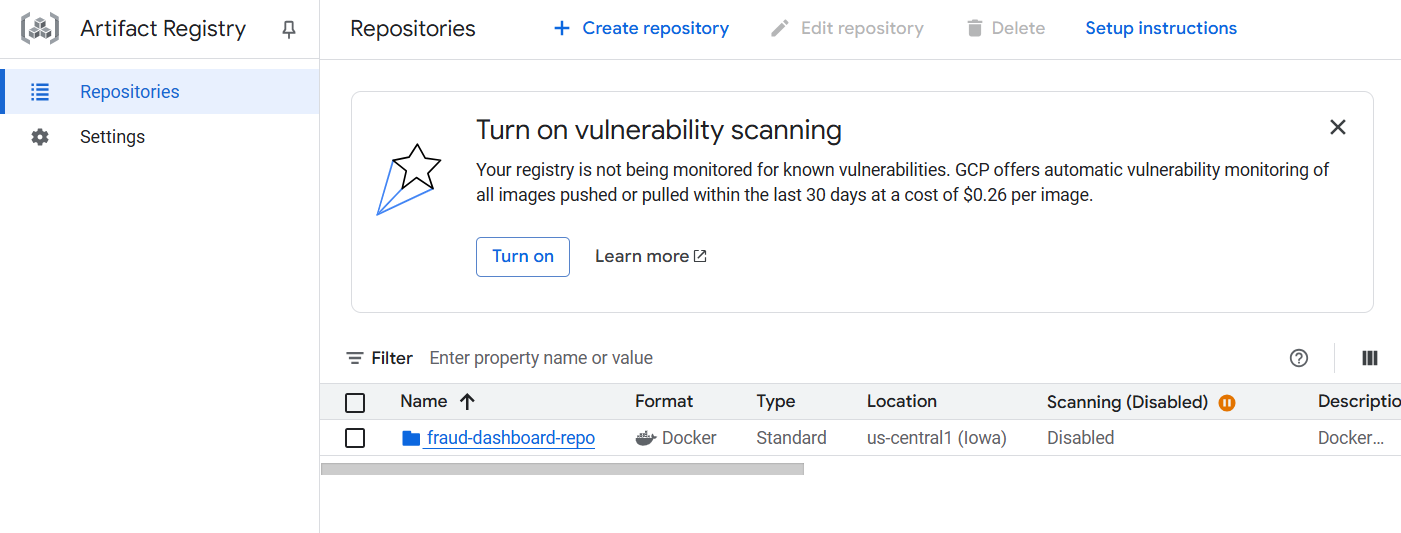 Artifact Registry
Repositories
Create repository
Edit repository
Delete
Setup instructions
Repositories
Settings
Turn on vulnerability scanning
Your registry is not being monitored for known vulnerabilities. GCP offers automatic vulnerability monitoring of
all images pushed or pulled within the last 30 days at a cost of $0.26 per image.
Turn on
Learn more
Filter Enter property name or value
Name Format Type Location Scanning (Disabled) Descriptio
fraud-dashboard-repo Docker Standard us-central1 (Iowa) Disabled Docker...